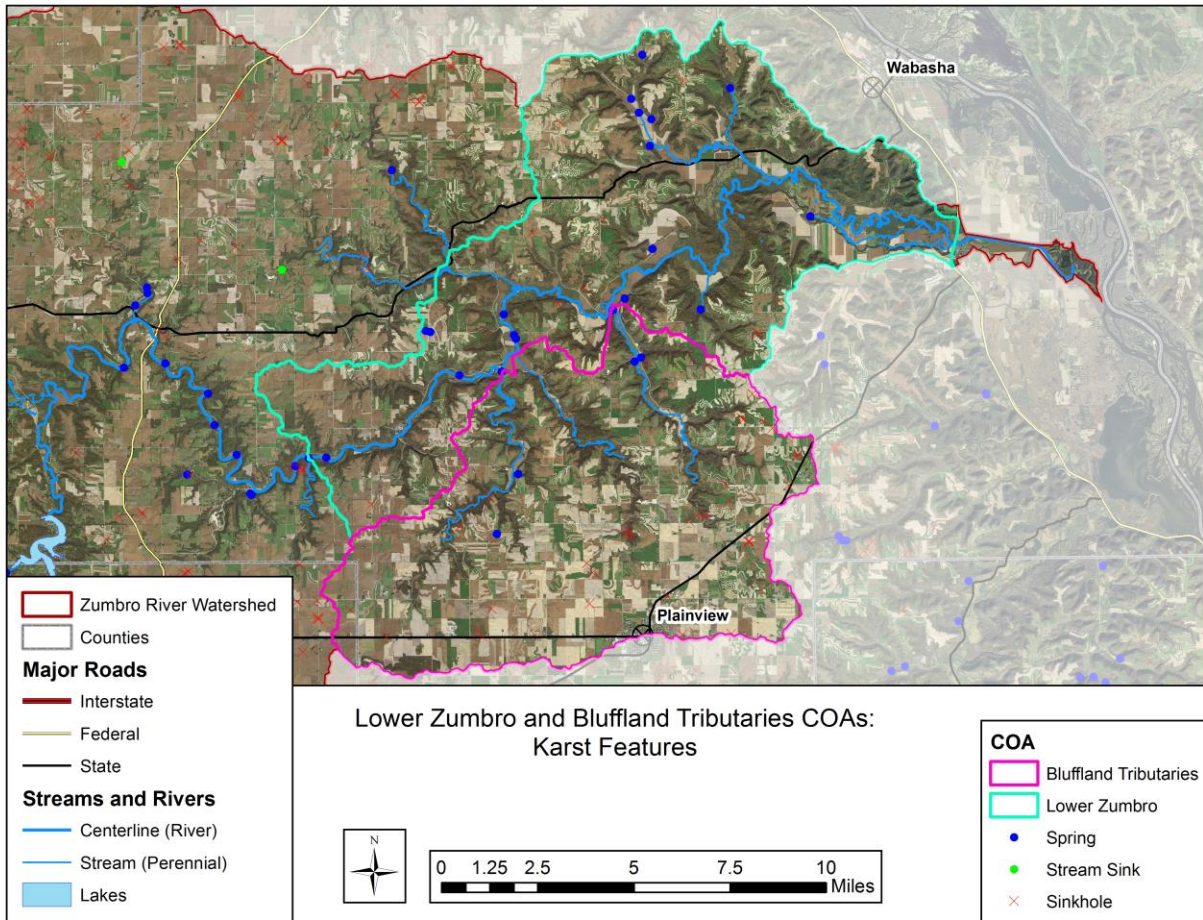 Wabasha
Plainview
Zumbro River Watershed
Counties
Major Roads
Interstate
Federal
State
Streams and Rivers
Centerline (River)
Stream (Perennial)
Lakes
Lower Zumbro and Bluffland Tributaries COAs:
Karst Features
N
0 1.25 2.5 5 7.5 10
Miles
COA
Bluffland Tributaries
Lower Zumbro
Spring
Stream Sink
Sinkhole